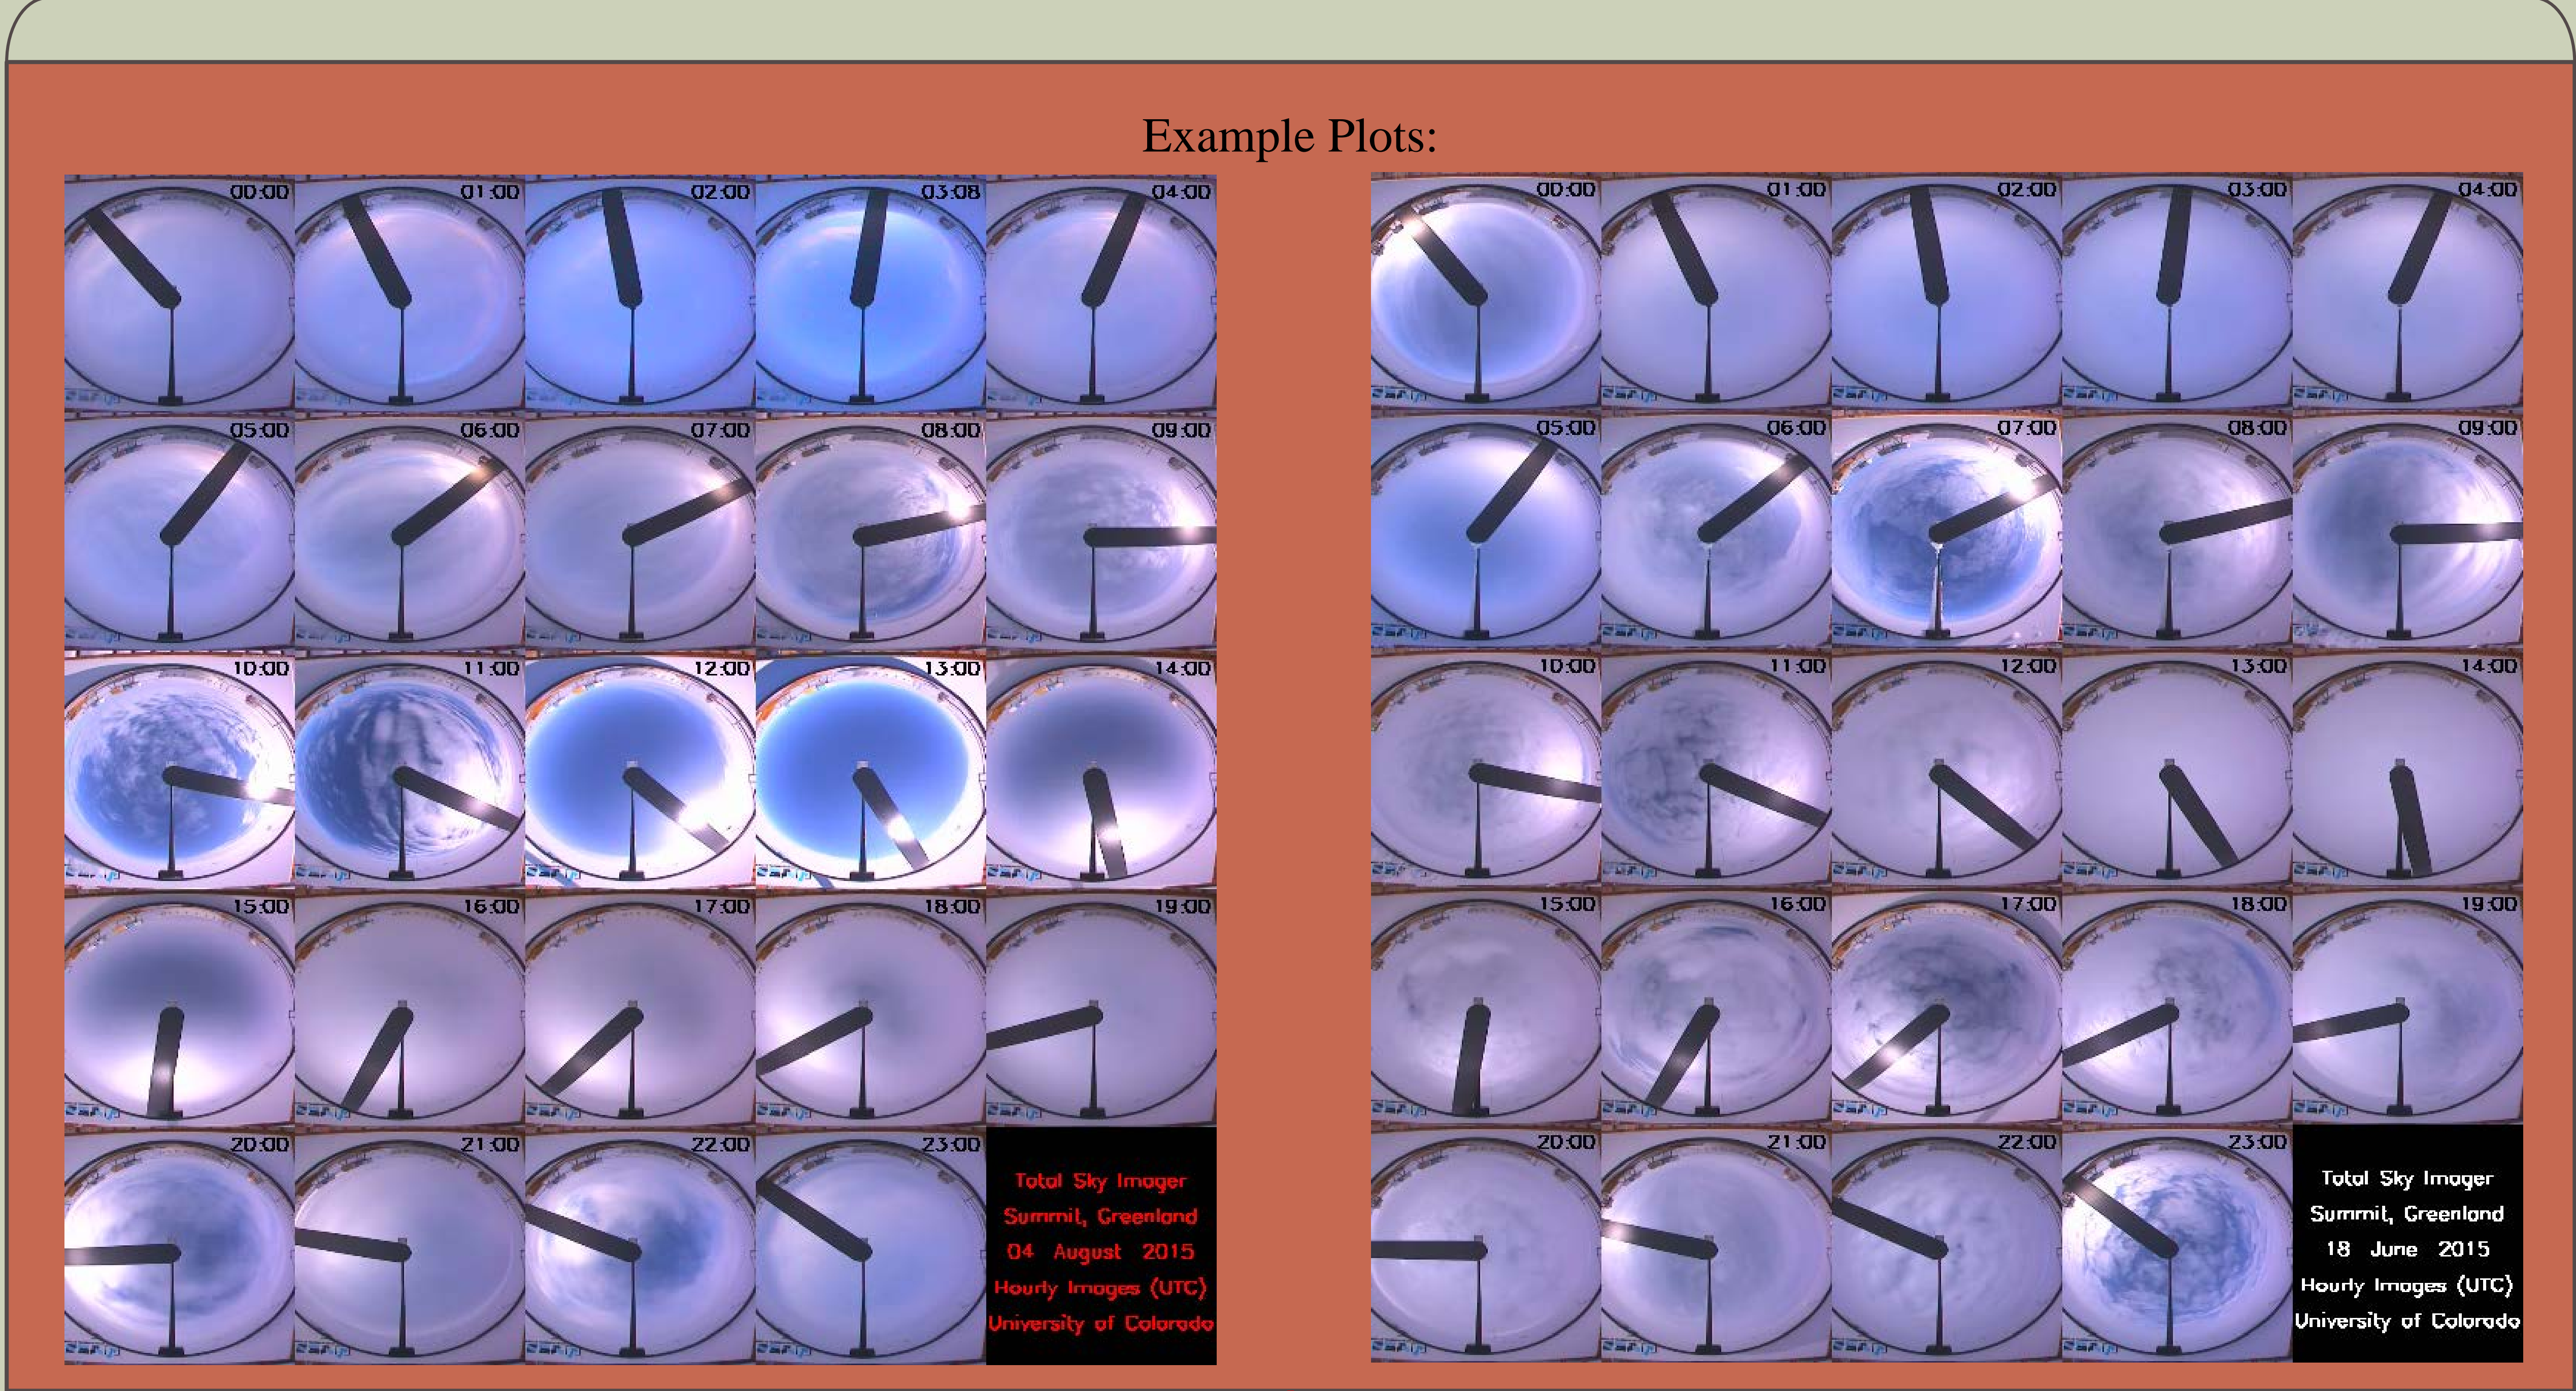 Example Plots:
00:00 01:00 02:00 03:08 04:00
05:00 06:00 07:00 08:00 09:00
10:00 11:00 12:00 13:00 14:00
15:00 16:00 17:00 18:00 19:00
20:00 21:00 22:00 23:00
Total Sky Imager
Summit, Greenland
04 August 2015
Hourly Images (UTC)
University of Colorado
00:00 01:00 02:00 03:00 04:00
05:00 06:00 07:00 08:00 09:00
10:00 11:00 12:00 13:00 14:00
15:00 16:00 17:00 18:00 19:00
20:00 21:00 22:00 23:00
Total Sky Imager
Summit, Greenland
18 June 2015
Hourly Images (UTC)
University of Colorado